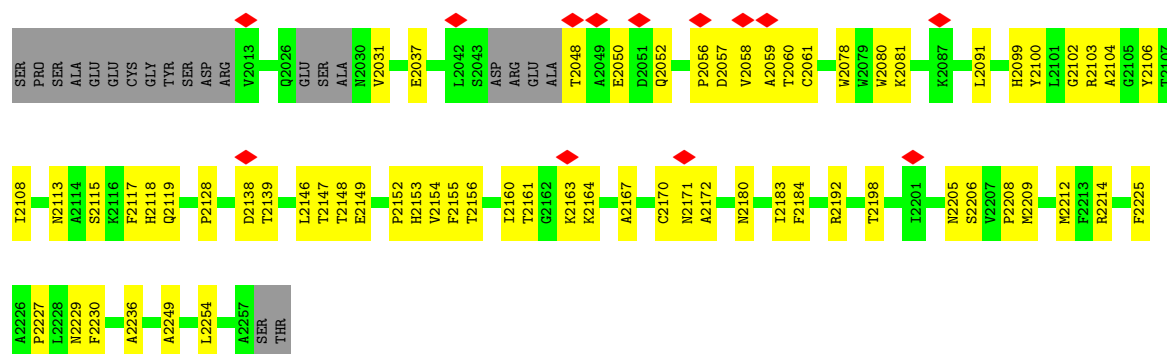 SER PRO SER ALA GLU GLU CYS GLY TYR SER ASP ARG V2013 Q2026 GLU SER ALA N2030 V2031 E2037 L2042 S2043 ASP ARG GLU ALA T2048 A2049 E2050 D2051 Q2052 P2056 D2057 V2058 A2059 T2060 C2061 W2078 W2079 W2080 K2081 K2087 L2091 H2099 Y2100 L2101 G2102 R2103 A2104 G2105 Y2106 T2107
I2108 N2113 A2114 S2115 K2116 F2117 H2118 Q2119 P2128 D2138 T2139 L2146 T2147 T2148 E2149 P2152 H2153 V2154 F2155 T2156 I2160 T2161 G2162 K2163 K2164 A2167 C2170 N2171 A2172 N2180 I2183 F2184 R2192 T2198 I2201 N2205 S2206 V2207 P2208 M2209 M2212 F2213 R2214 F2225
A2226 P2227 L2228 N2229 F2230 A2236 A2249 L2254 A2257 SER THR